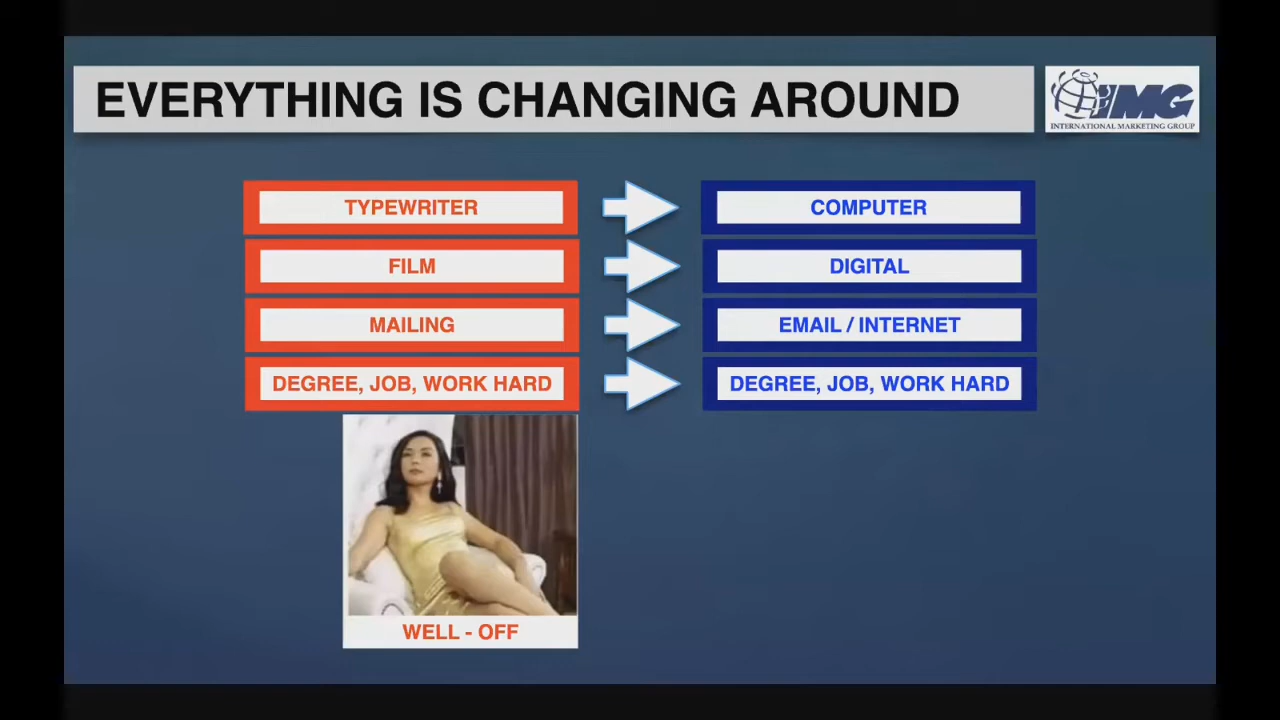 EVERYTHING IS CHANGING AROUND
IMG
INTERNATIONAL MARKETING GROUP
TYPEWRITER
COMPUTER
FILM
DIGITAL
MAILING
EMAIL / INTERNET
DEGREE, JOB, WORK HARD
DEGREE, JOB, WORK HARD
WELL - OFF